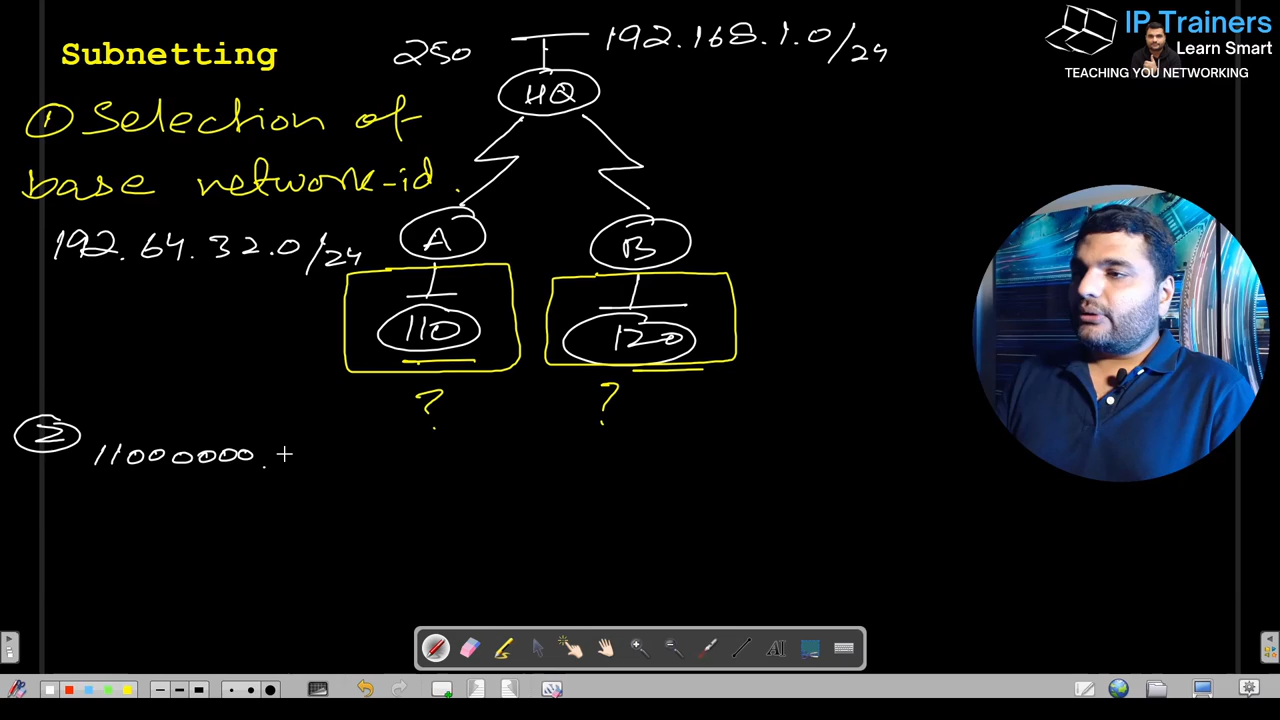 Subnetting
250
192.168.1.0/24
HQ
IP Trainers
Learn Smart
TEACHING YOU NETWORKING
① Selection of
base network-id.
192.64.32.0/24
A
B
110
120
?
?
②
11000000.
AI